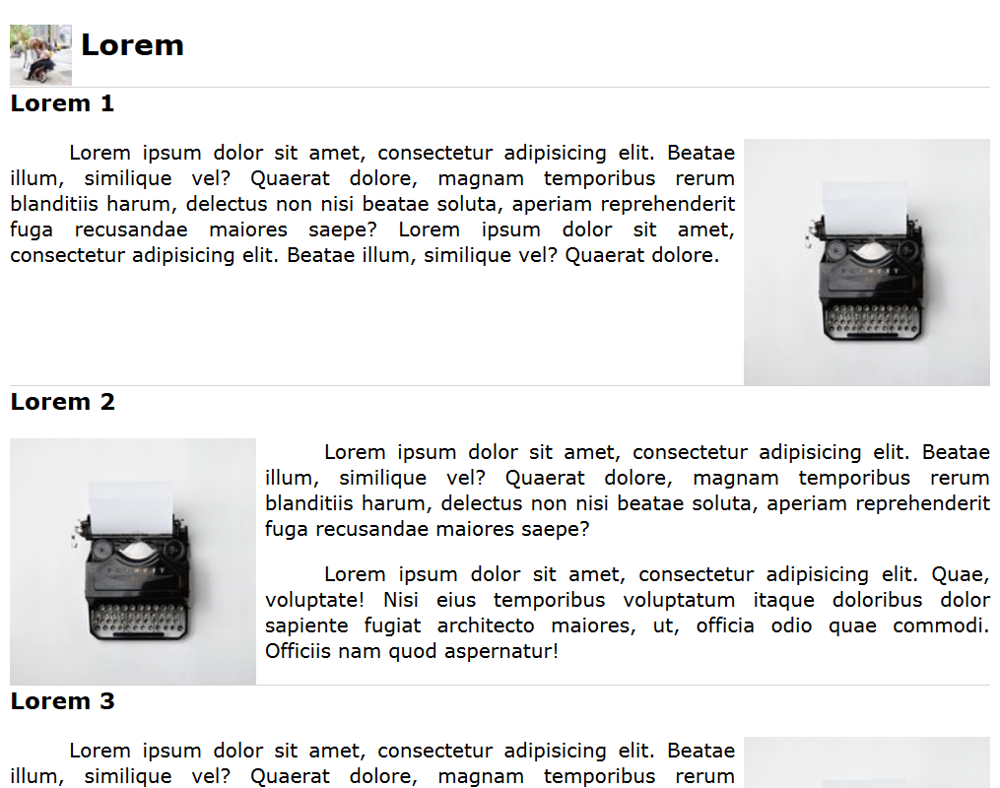 Lorem
Lorem 1
Lorem ipsum dolor sit amet, consectetur adipisicing elit. Beatae
illum, similique vel? Quaerat dolore, magnam temporibus rerum
blanditiis harum, delectus non nisi beatae soluta, aperiam reprehenderit
fuga recusandae maiores saepe? Lorem ipsum dolor sit amet,
consectetur adipisicing elit. Beatae illum, similique vel? Quaerat dolore.
Lorem 2
Lorem ipsum dolor sit amet, consectetur adipisicing elit. Beatae
illum, similique vel? Quaerat dolore, magnam temporibus rerum
blanditiis harum, delectus non nisi beatae soluta, aperiam reprehenderit
fuga recusandae maiores saepe?
Lorem ipsum dolor sit amet, consectetur adipisicing elit. Quae,
voluptate! Nisi eius temporibus voluptatum itaque doloribus dolor
sapiente fugiat architecto maiores, ut, officia odio quae commodi.
Officiis nam quod aspernatur!
Lorem 3
Lorem ipsum dolor sit amet, consectetur adipisicing elit. Beatae
illum, similique vel? Quaerat dolore, magnam temporibus rerum